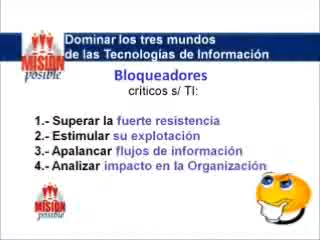 Dominar los tres mundos
de las Tecnologías de Información
MISIÓN
posible
Bloqueadores
críticos s/ TI:
1.- Superar la fuerte resistencia
2.- Estimular su explotación
3.- Apalancar flujos de información
4.- Analizar impacto en la Organización
MISIÓN
posible